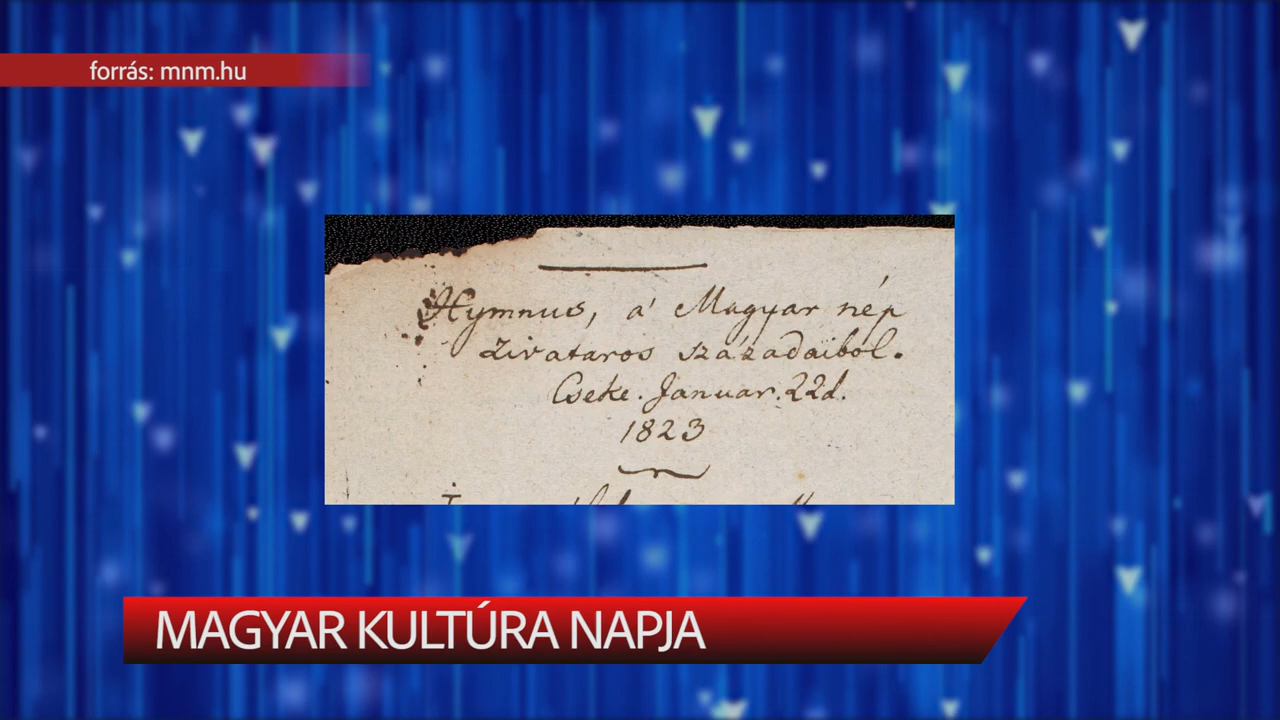 forrás: mnm.hu
Hymnus, a' Magyar nép
zivataros századaiból.
Cseke. Januar. 22d.
1823
MAGYAR KULTÚRA NAPJA